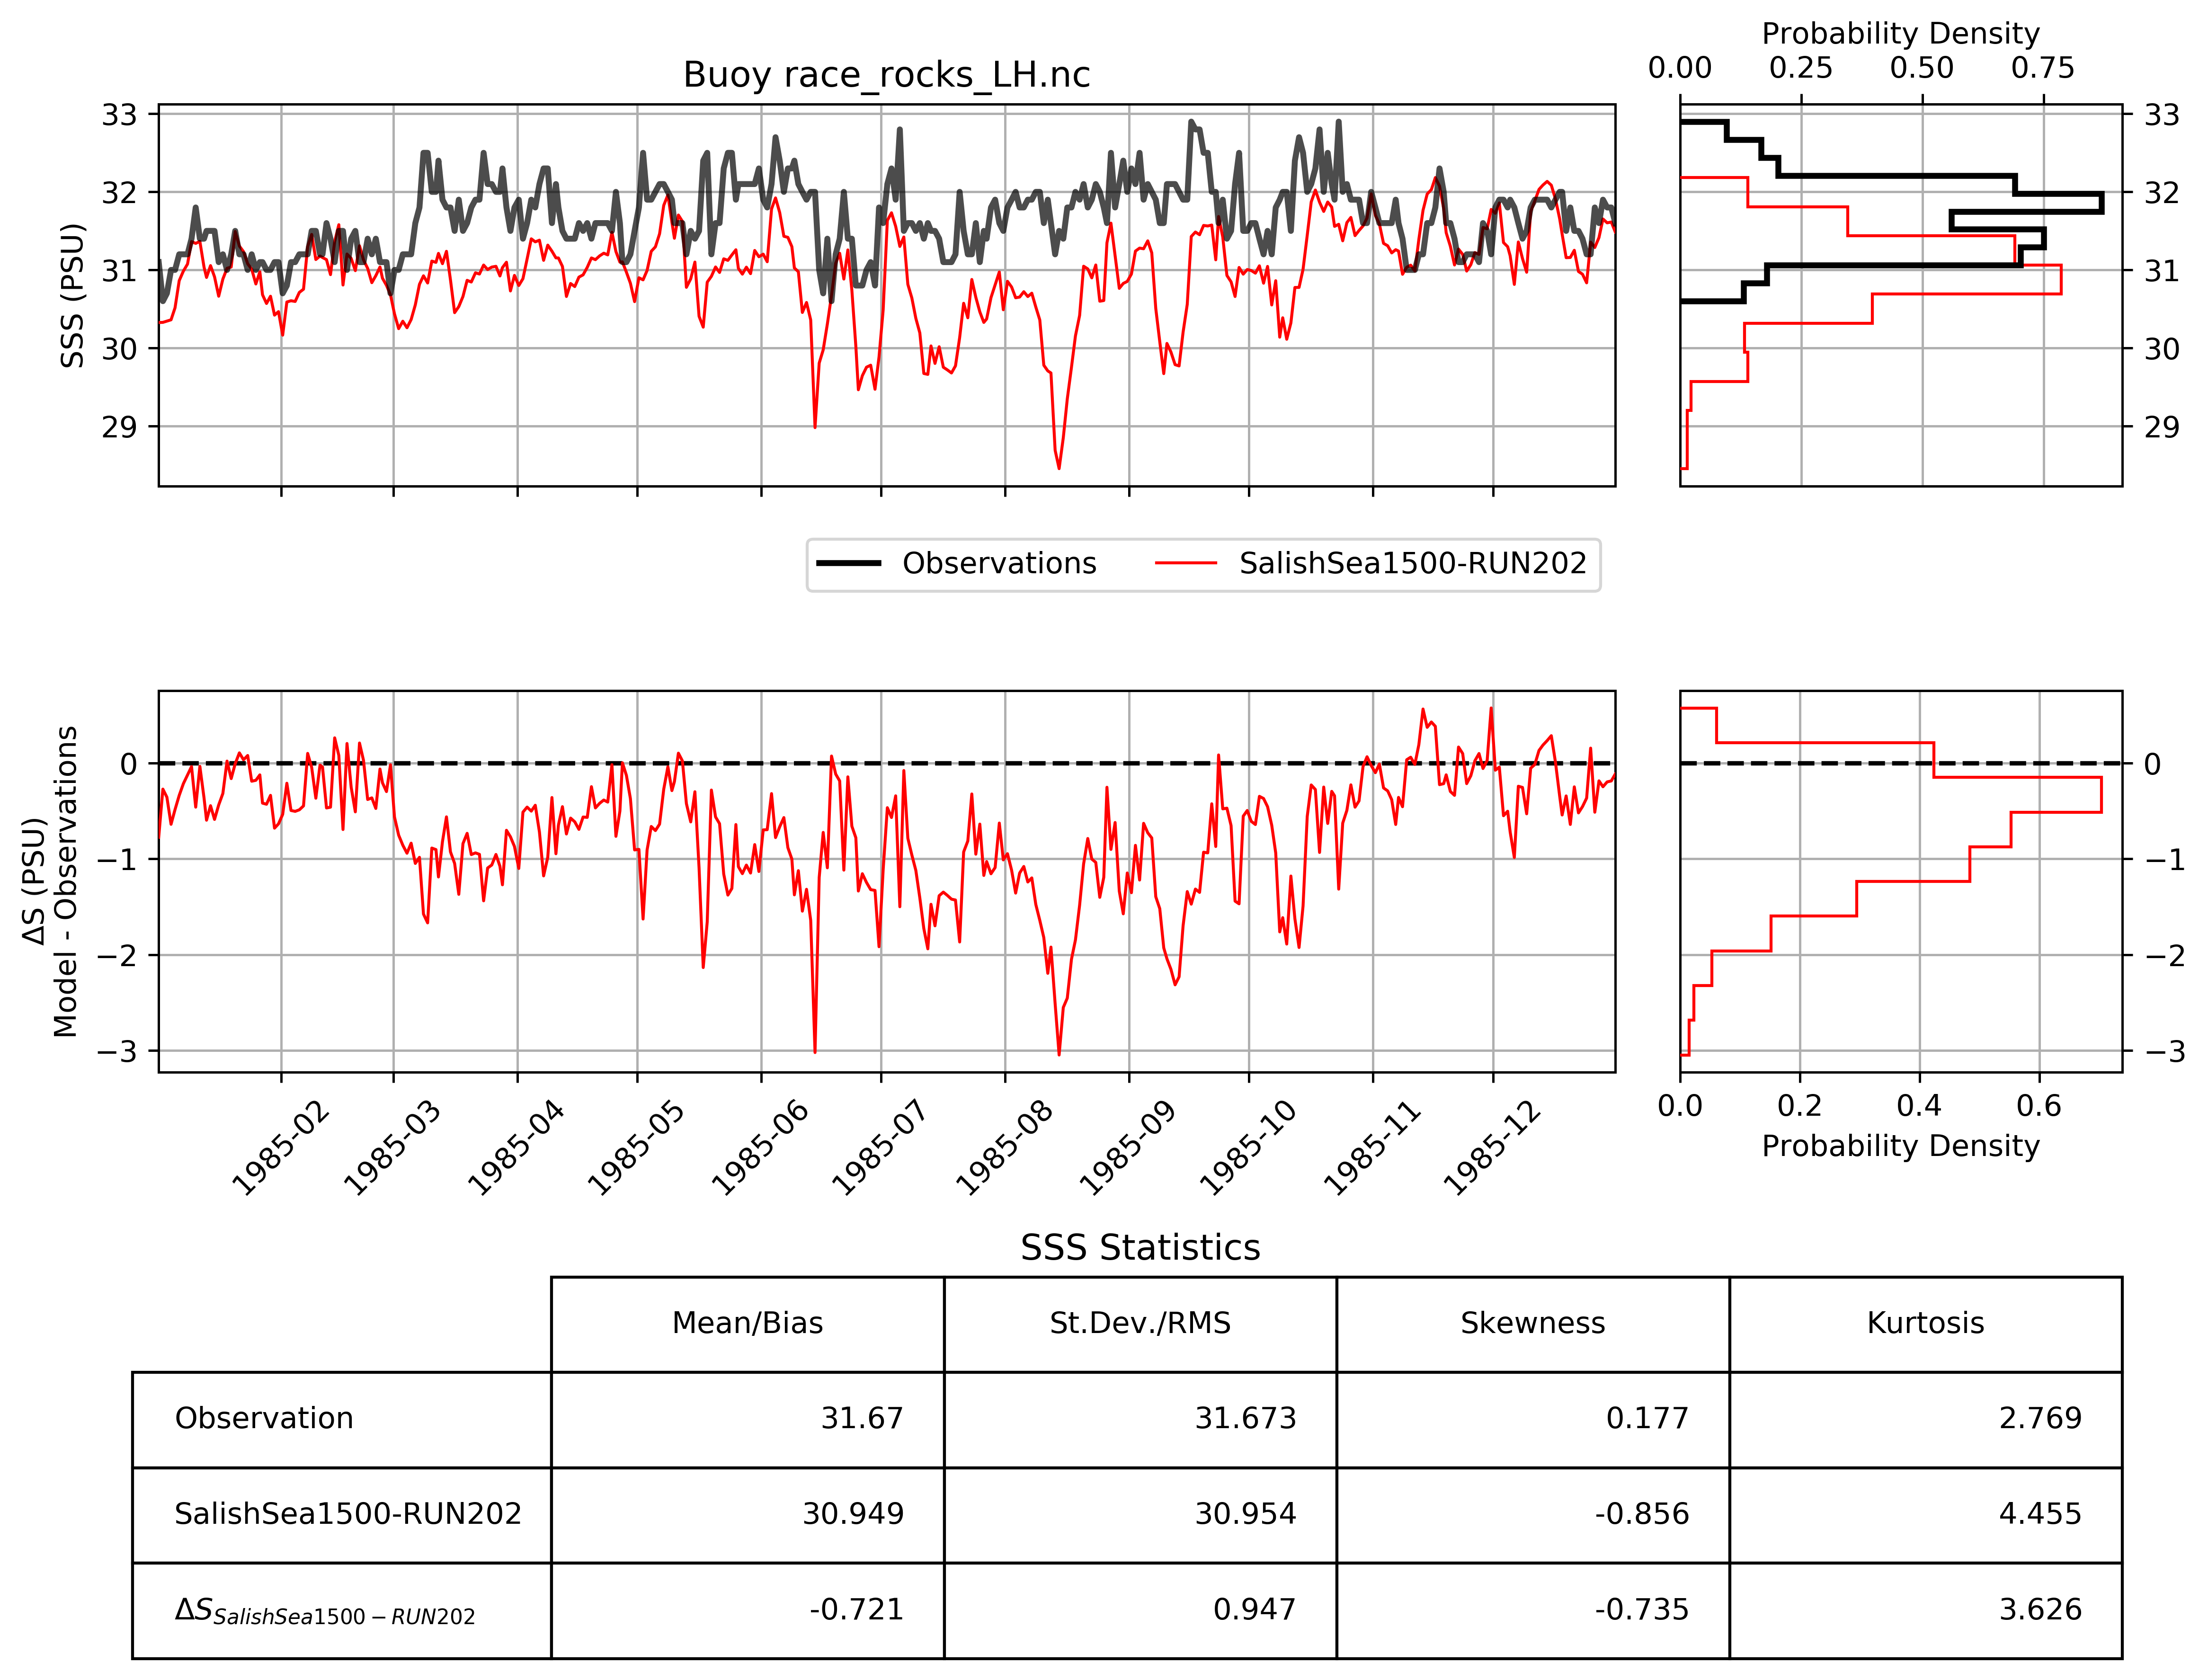 Probability Density
0.00 0.25 0.50 0.75
Buoy race_rocks_LH.nc
33
32
31
30
29
SSS (PSU)
33
32
31
30
29
Observations SalishSea1500-RUN202
0
−1
−2
−3
ΔS (PSU)
Model - Observations
0
−1
−2
−3
1985-02 1985-03 1985-04 1985-05 1985-06 1985-07 1985-08 1985-09 1985-10 1985-11 1985-12
0.0 0.2 0.4 0.6
Probability Density
SSS Statistics
Mean/Bias St.Dev./RMS Skewness Kurtosis
Observation 31.67 31.673 0.177 2.769
SalishSea1500-RUN202 30.949 30.954 -0.856 4.455
ΔS SalishSea1500−RUN202 -0.721 0.947 -0.735 3.626